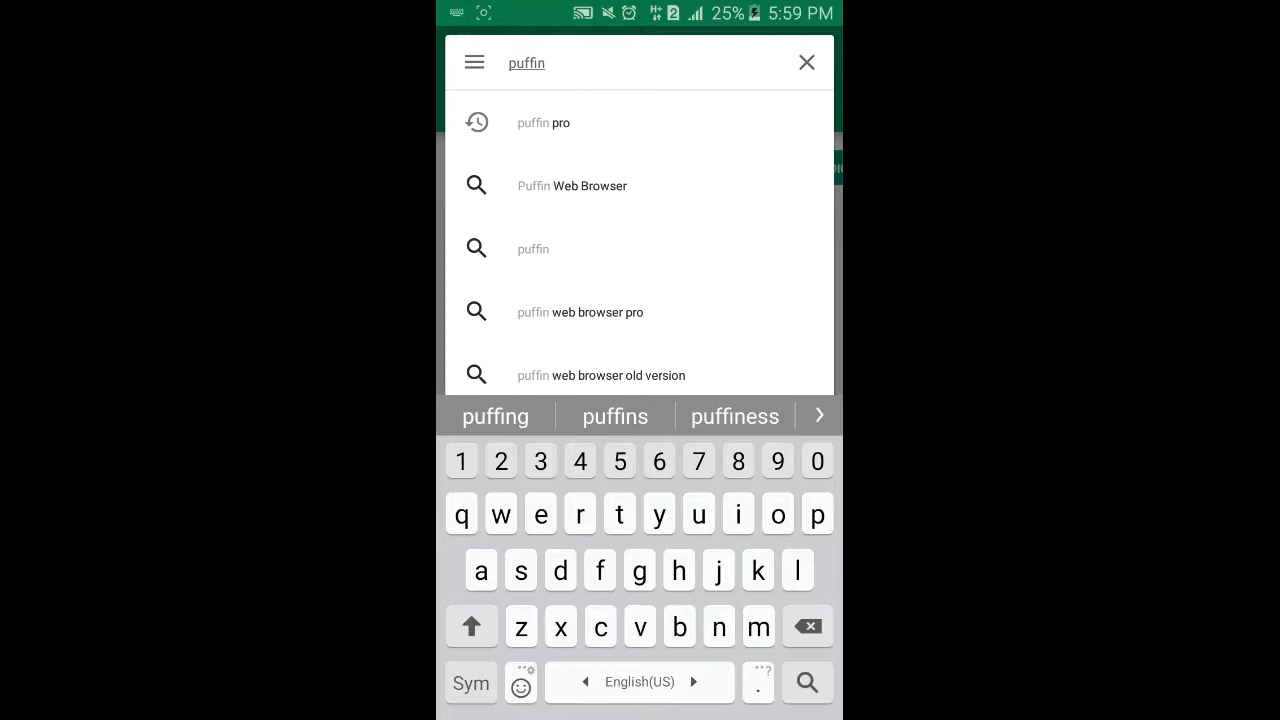 H+ 2 25% 5:59 PM
puffin
puffin pro
Puffin Web Browser
puffin
puffin web browser pro
puffin web browser old version
puffing puffins puffiness
1 2 3 4 5 6 7 8 9 0
q w e r t y u i o p
a s d f g h j k l
z x c v b n m
Sym English(US) . ?